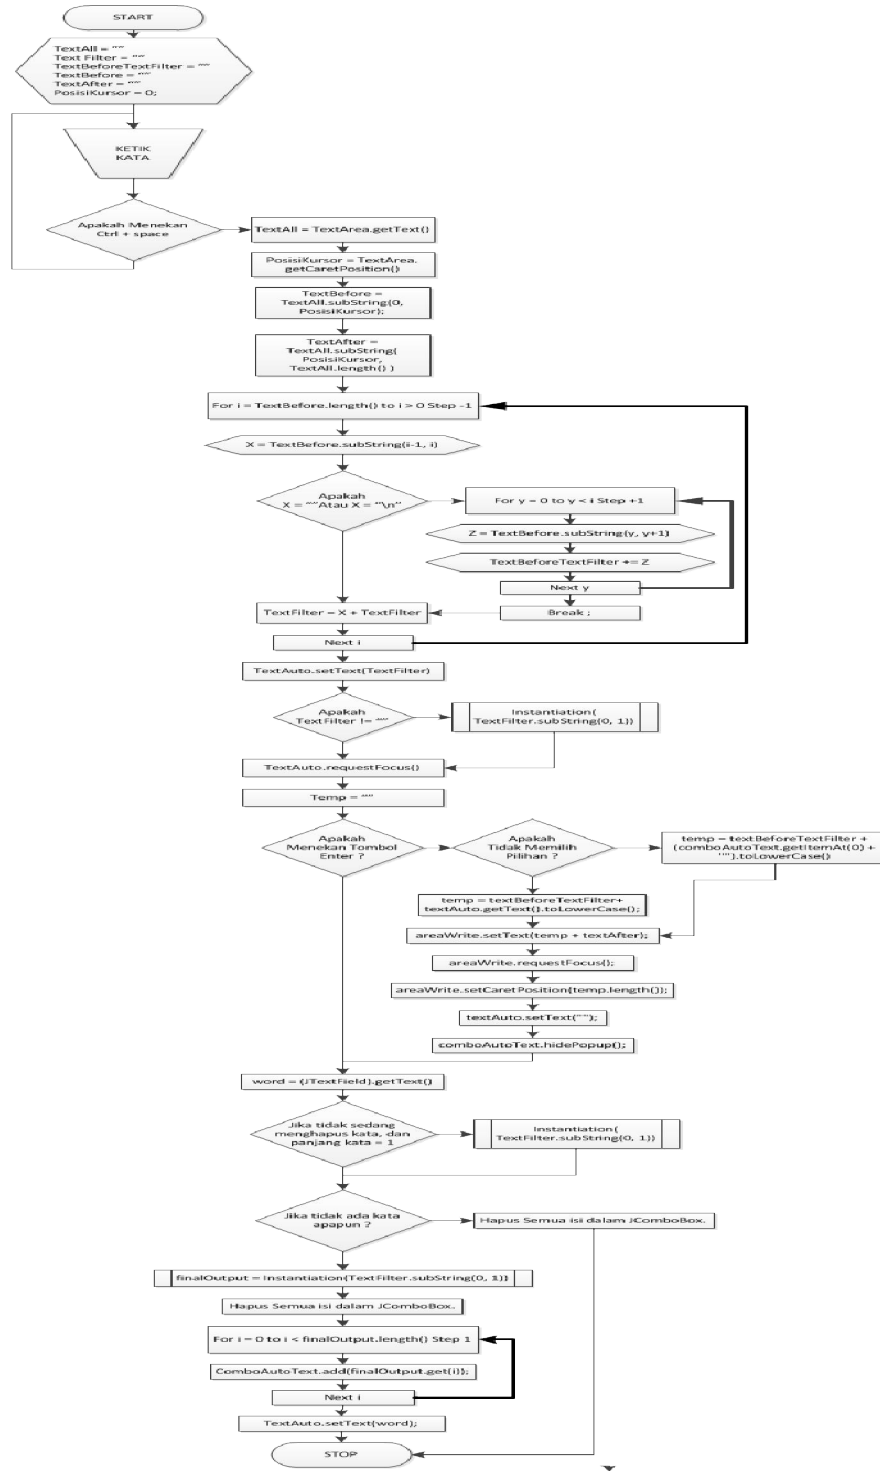 START
TextAll = ""
Text Filter = ""
TextBeforeTextFilter = ""
TextBefore = ""
TextAfter = ""
PosisiKursor = 0;
KETIK
KATA
Apakah Menekan
Ctrl + space
TextAll = TextArea.getText()
PosisiKursor = TextArea.
getCaretPosition()
TextBefore =
TextAll.subString(0,
PosisiKursor);
TextAfter =
TextAll.subString(
PosisiKursor,
TextAll.length() )
For i = TextBefore.length() to i > 0 Step -1
X = TextBefore.subString(i-1, i)
Apakah
X = ""Atau X = "\n"
For y = 0 to y < i Step +1
Z = TextBefore.subString(y, y+1)
TextBeforeTextFilter += Z
Next y
Break ;
TextFilter = X + TextFilter
Next i
TextAuto.setText(TextFilter)
Apakah
TextFilter != ""
Instantiation(
TextFilter.subString(0, 1))
TextAuto.requestFocus()
Temp = ""
Apakah
Menekan Tombol
Enter ?
Apakah
Tidak Memilih
Pilihan ?
temp = textBeforeTextFilter +
(comboAutoText.getItemAt(0) +
"").toLowerCase()
temp = textBeforeTextFilter+
textAuto.getText().toLowerCase();
areaWrite.setText(temp + textAfter);
areaWrite.requestFocus();
areaWrite.setCaretPosition(temp.length());
textAuto.setText("");
comboAutoText.hidePopup();
word = (JTextField).getText()
Jika tidak sedang
menghapus kata, dan
panjang kata = 1
Instantiation(
TextFilter.subString(0, 1))
Jika tidak ada kata
apapun ?
Hapus Semua isi dalam JComboBox.
finalOutput = Instantiation(TextFilter.subString(0, 1))
Hapus Semua isi dalam JComboBox.
For i = 0 to i < finalOutput.length() Step 1
ComboAutoText.add(finalOutput.get(i));
Next i
TextAuto.setText(word);
STOP